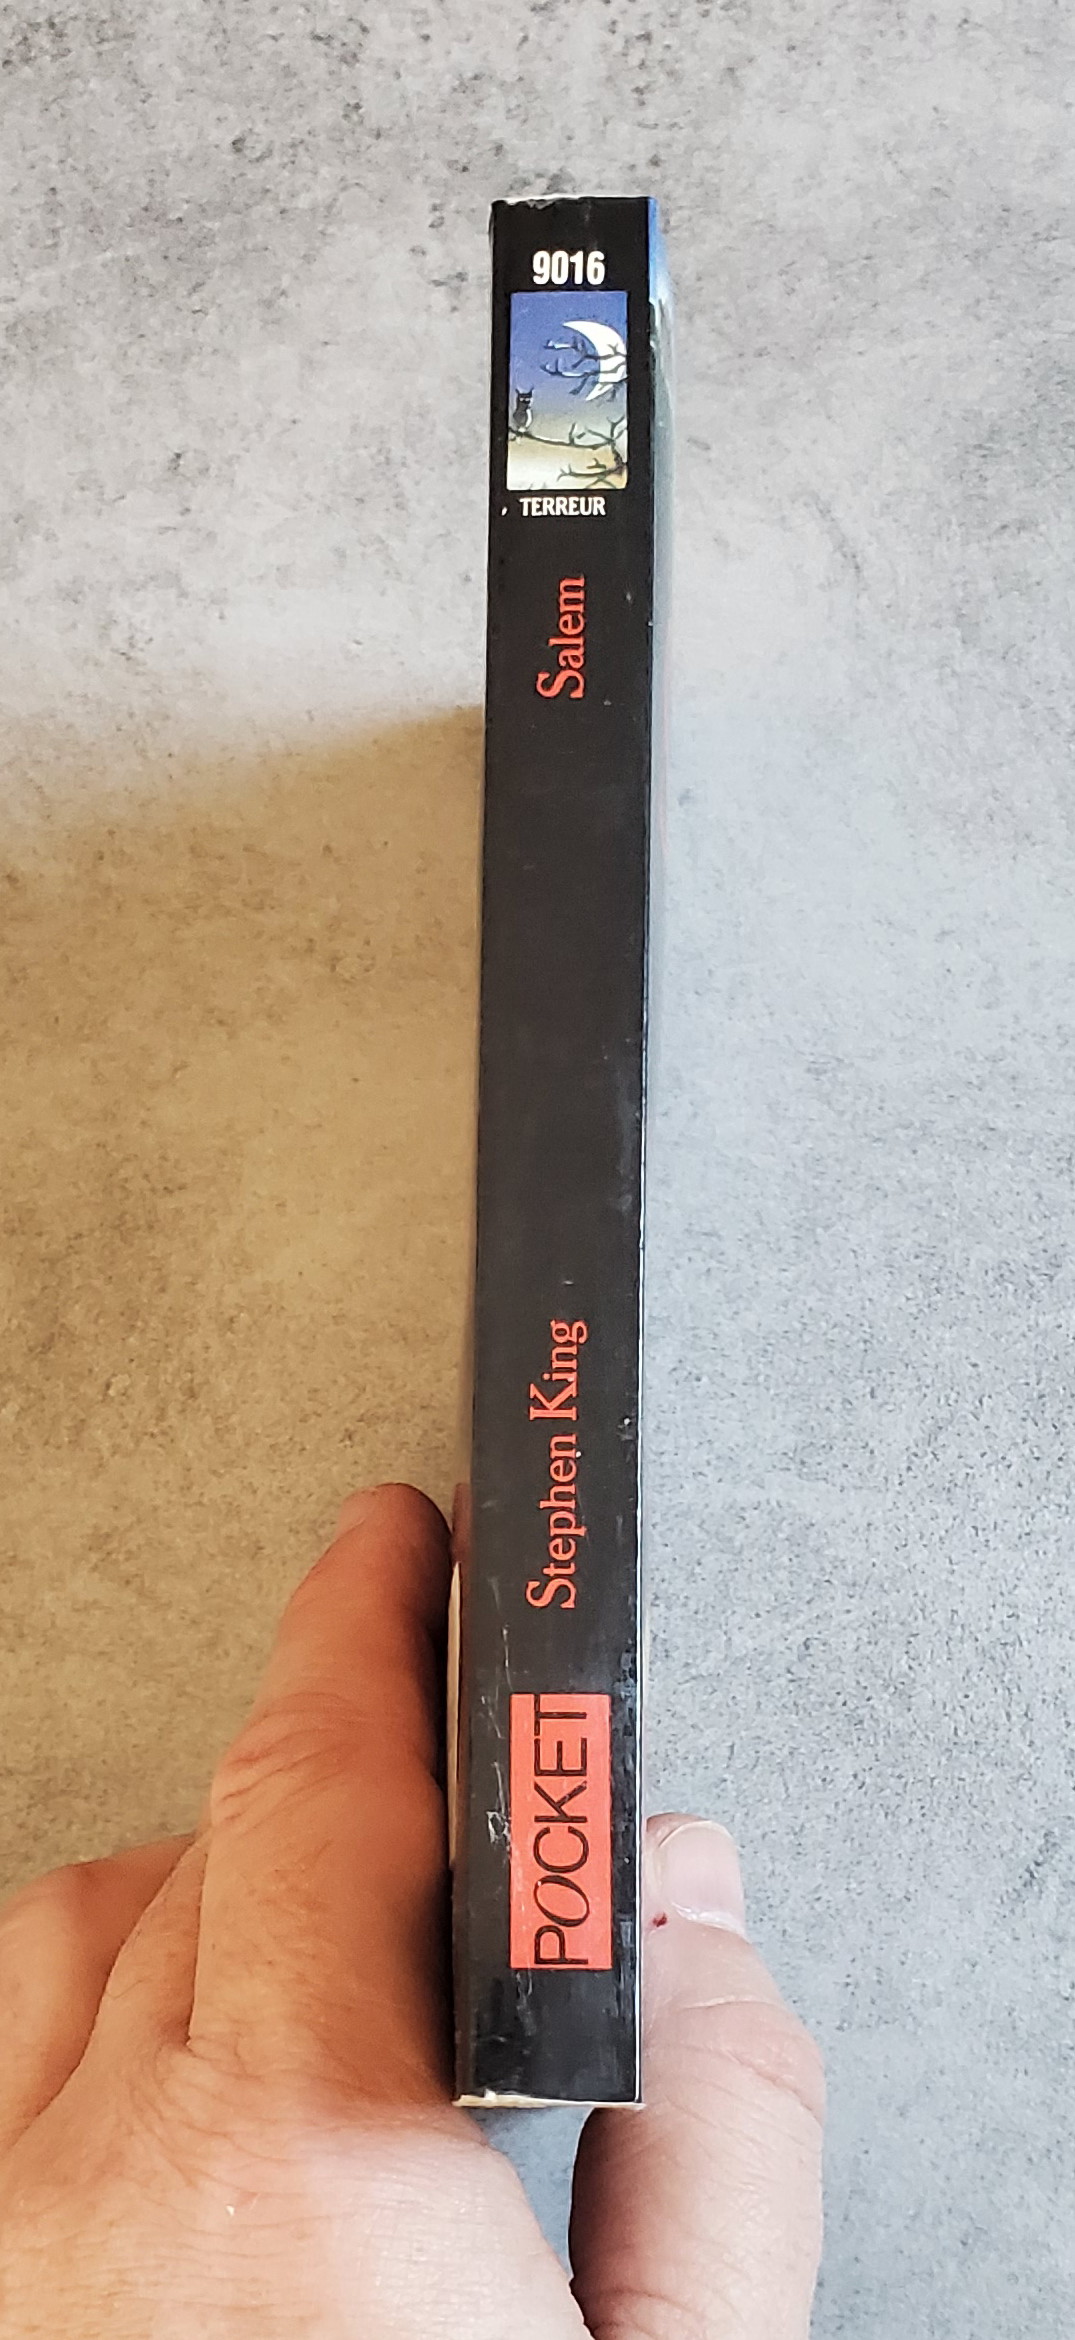 9016
TERREUR
Salem
Stephen King
POCKET